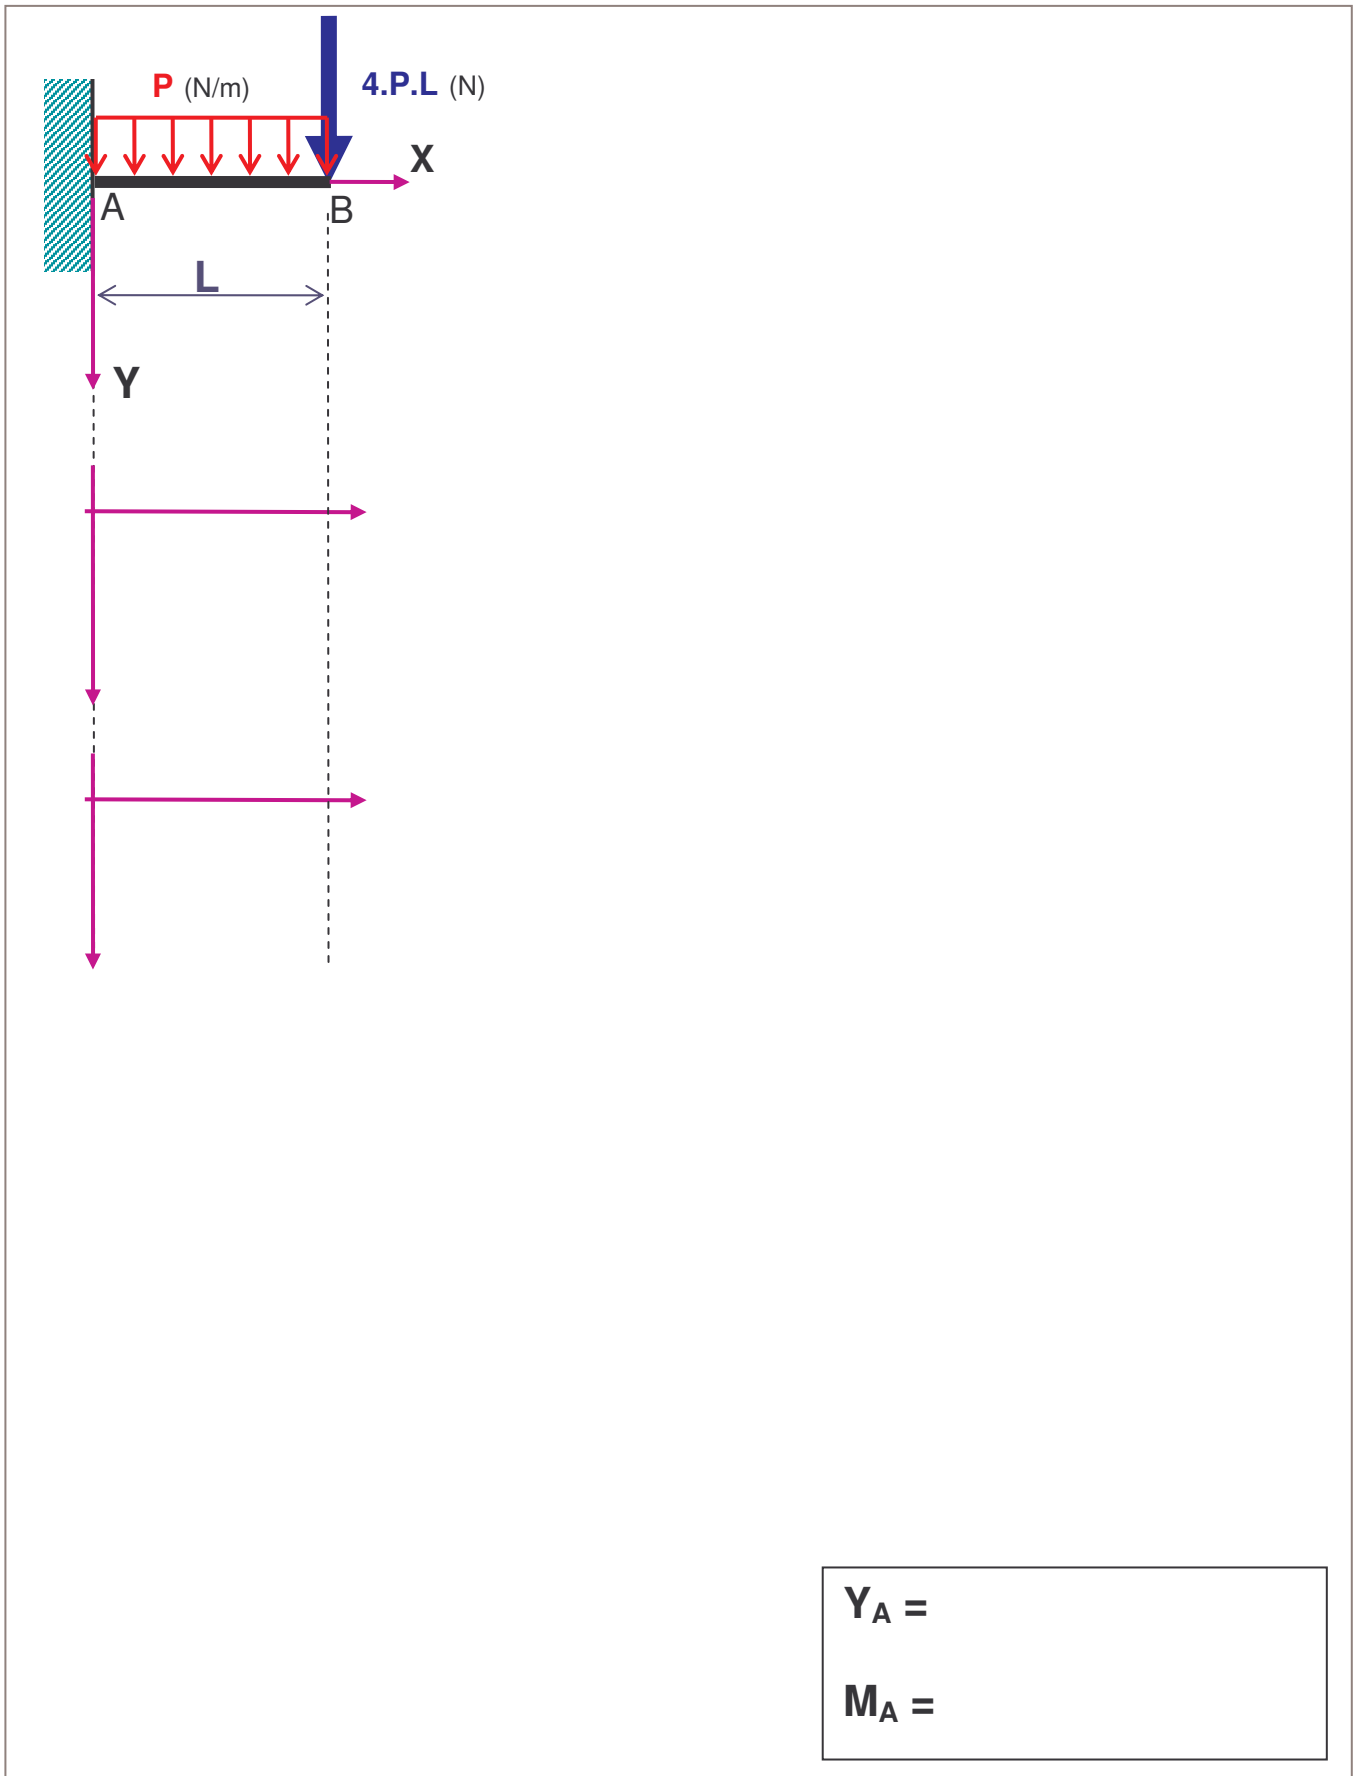 P (N/m)
4.P.L (N)
X
A
B
L
Y
YA =
MA =